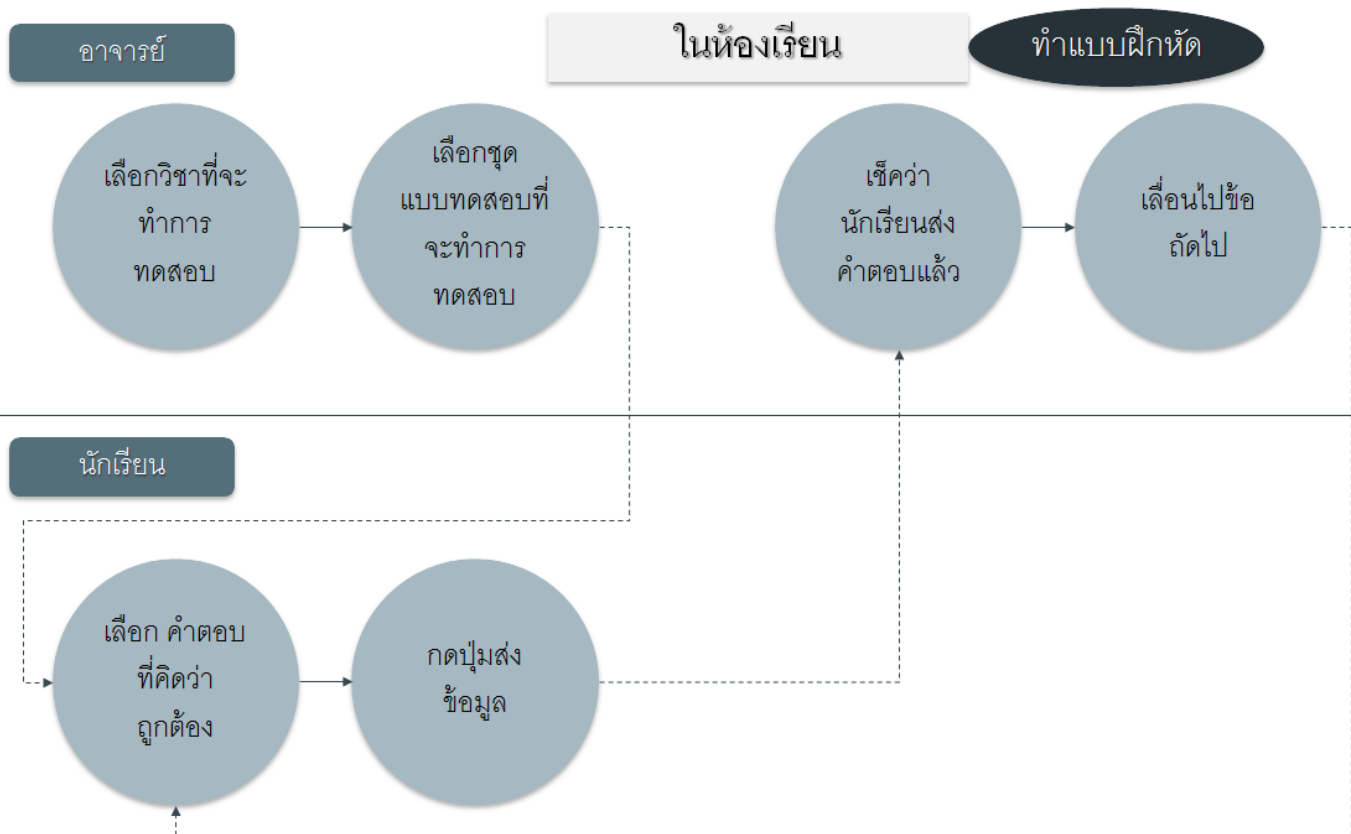 อาจารย์
ในห้องเรียน
ทำแบบฝึกหัด
เลือกวิชาที่จะ
ทำการ
ทดสอบ
เลือกชุด
แบบทดสอบที่
จะทำการ
ทดสอบ
เช็คว่า
นักเรียนส่ง
คำตอบแล้ว
เลื่อนไปข้อ
ถัดไป
นักเรียน
เลือก คำตอบ
ที่คิดว่า
ถูกต้อง
กดปุ่มส่ง
ข้อมูล